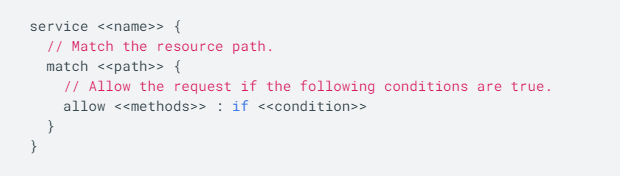 service <<name>> {
// Match the resource path.
match <<path>> {
// Allow the request if the following conditions are true.
allow <<methods>> : if <<condition>>
}
}